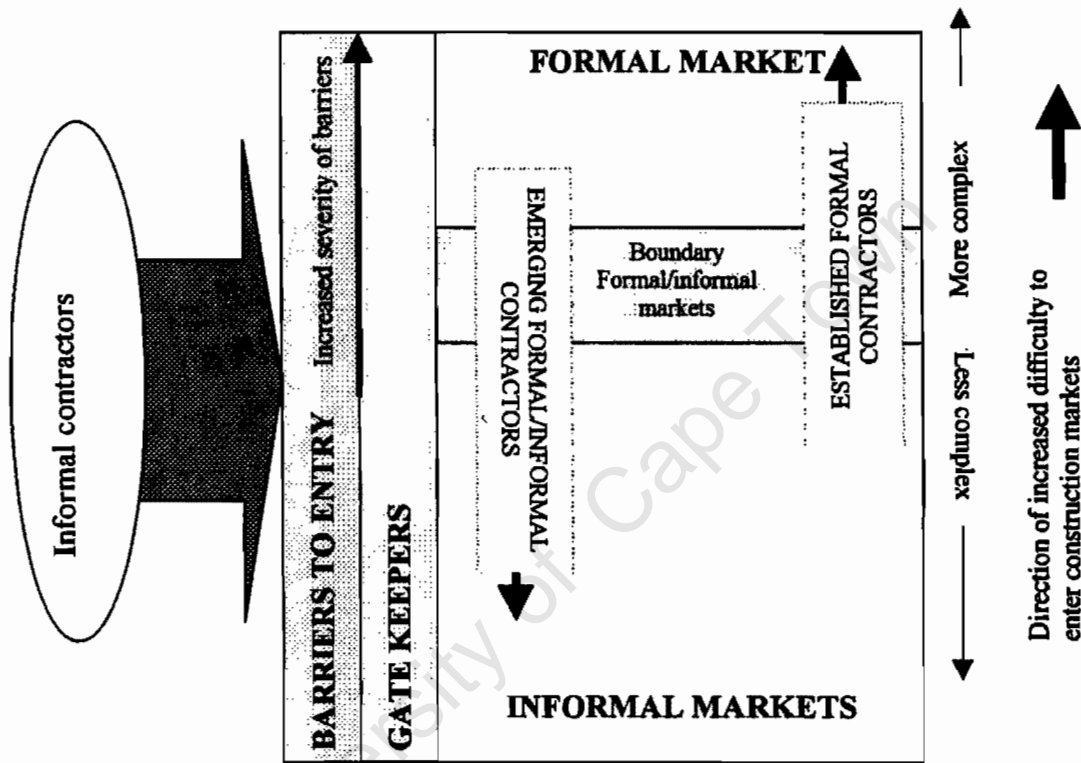 Informal contractors
BARRIERS TO ENTRY
Increased severity of barriers
GATE KEEPERS
FORMAL MARKET
EMERGING FORMAL/INFORMAL
CONTRACTORS
Boundary
Formal/informal
markets
ESTABLISHED FORMAL
CONTRACTORS
INFORMAL MARKETS
Less complex
More complex
Direction of increased difficulty to
enter construction markets
ersity of Cape Town